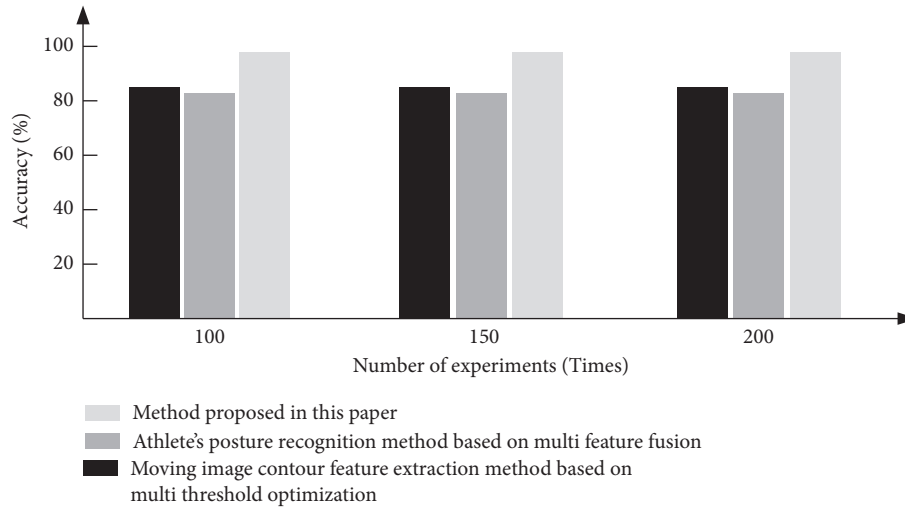 100
80
60
40
20
Accuracy (%)
100 150 200
Number of experiments (Times)
Method proposed in this paper
Athlete's posture recognition method based on multi feature fusion
Moving image contour feature extraction method based on
multi threshold optimization